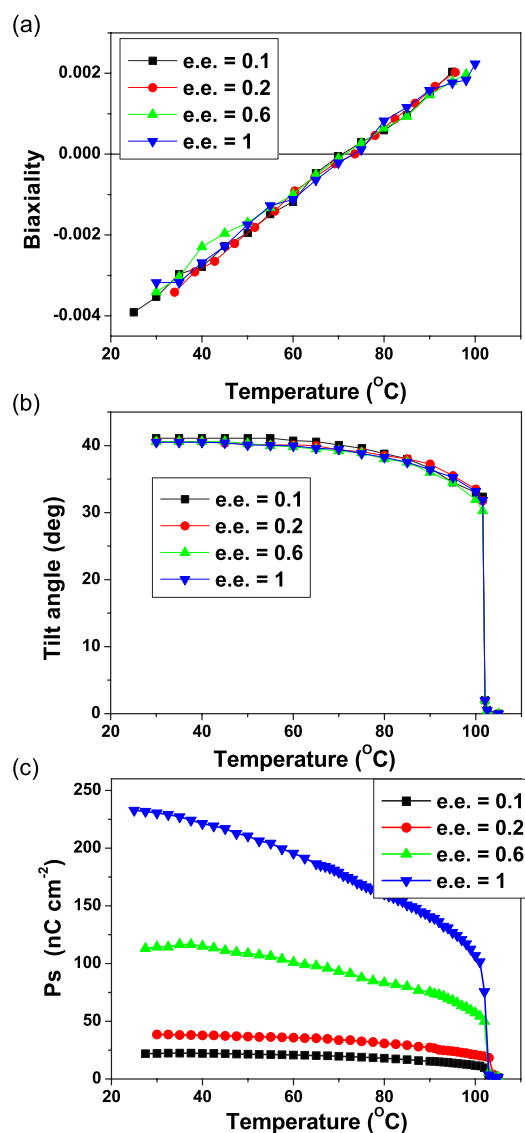 (a)
e.e. = 0.1
e.e. = 0.2
e.e. = 0.6
e.e. = 1
0.002
0.000
-0.002
-0.004
Biaxiality
20 40 60 80 100
Temperature (°C)
(b)
40
30
20
10
0
Tilt angle (deg)
e.e. = 0.1
e.e. = 0.2
e.e. = 0.6
e.e. = 1
20 40 60 80 100
Temperature (°C)
(c)
250
200
150
100
50
0
Ps (nC cm⁻²)
e.e. = 0.1
e.e. = 0.2
e.e. = 0.6
e.e. = 1
20 40 60 80 100
Temperature (°C)